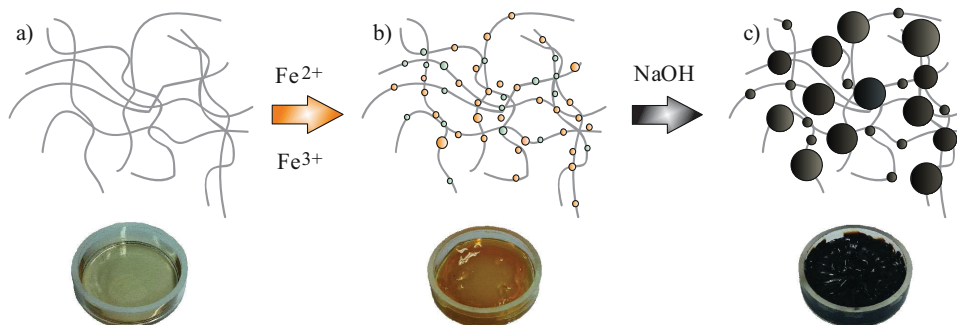 a)
Fe2+
Fe3+
b)
NaOH
c)